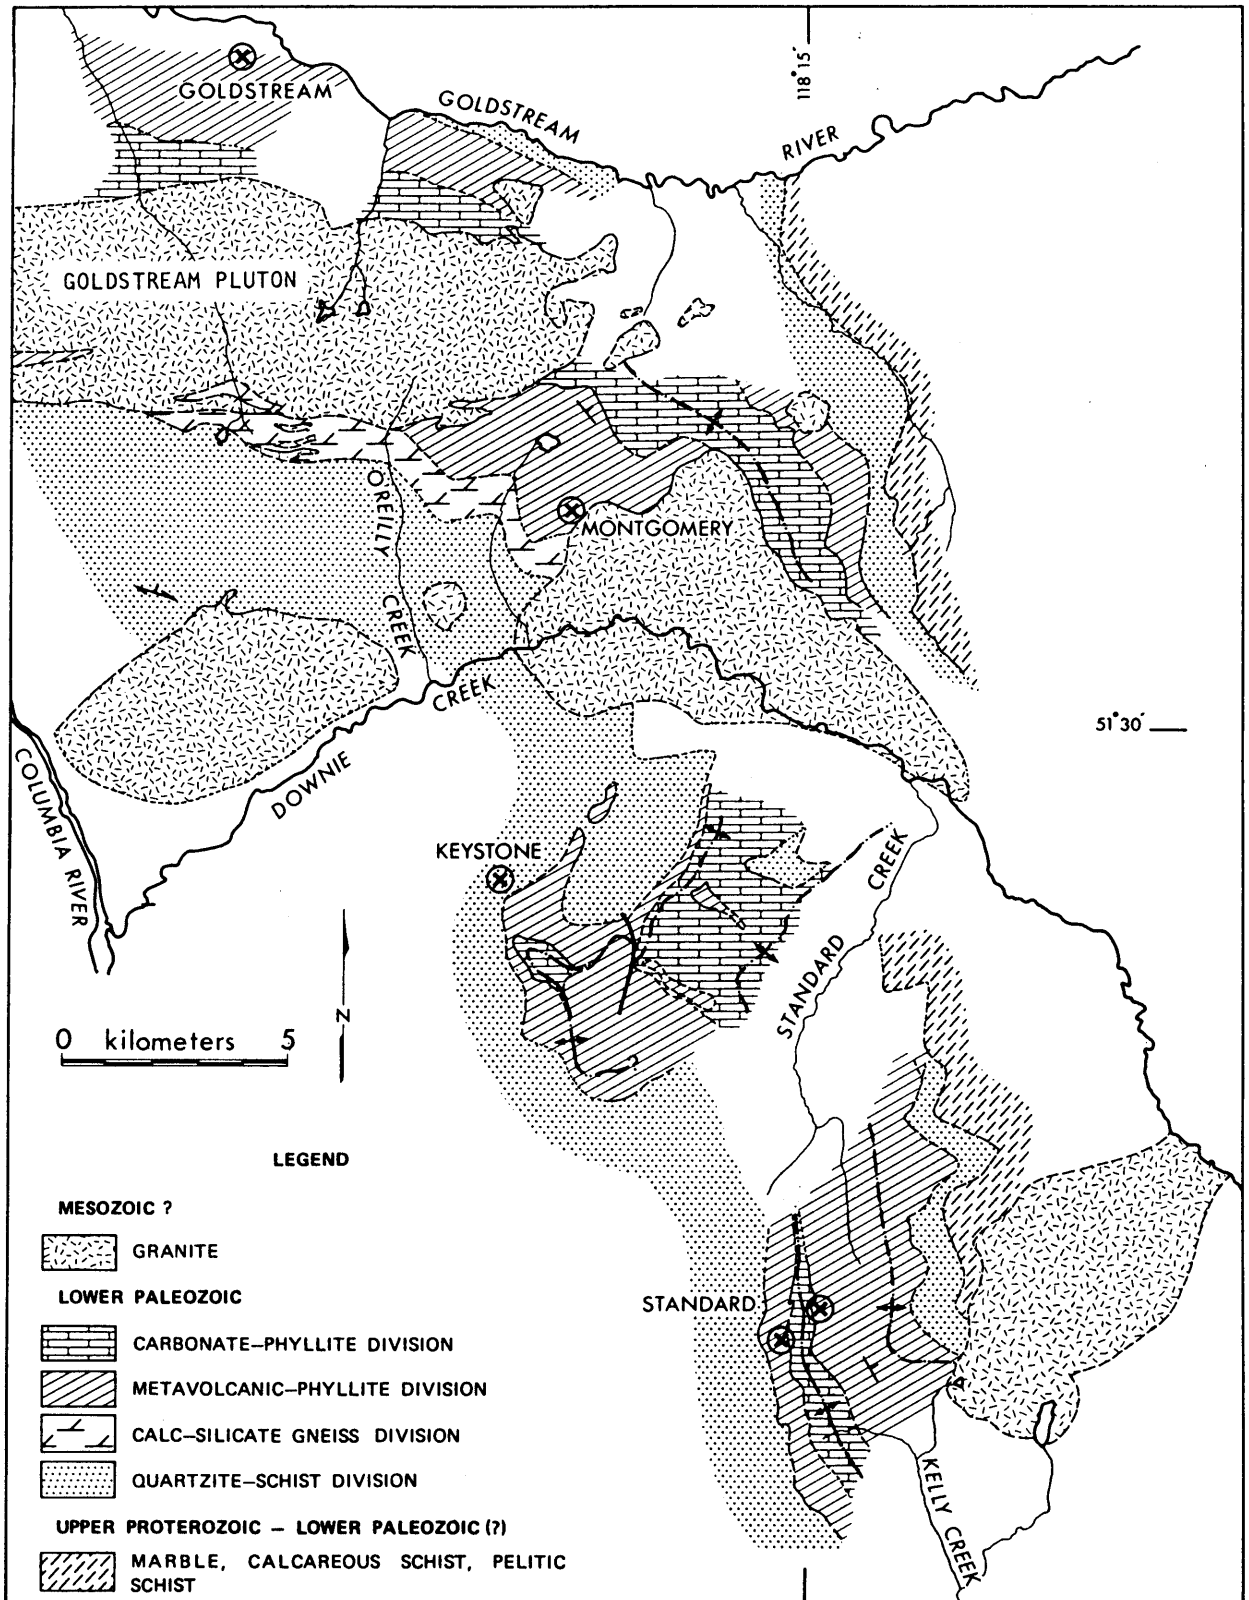 118°15′
GOLDSTREAM
GOLDSTREAM
RIVER
GOLDSTREAM PLUTON
OREILLY
CREEK
MONTGOMERY
CREEK
DOWNIE
51°30′
COLUMBIA RIVER
KEYSTONE
CREEK
STANDARD
?
N
0 kilometers 5
STANDARD
KELLY CREEK
LEGEND
MESOZOIC ?
GRANITE
LOWER PALEOZOIC
CARBONATE–PHYLLITE DIVISION
METAVOLCANIC–PHYLLITE DIVISION
CALC–SILICATE GNEISS DIVISION
QUARTZITE–SCHIST DIVISION
UPPER PROTEROZOIC – LOWER PALEOZOIC (?)
MARBLE, CALCAREOUS SCHIST, PELITIC
SCHIST